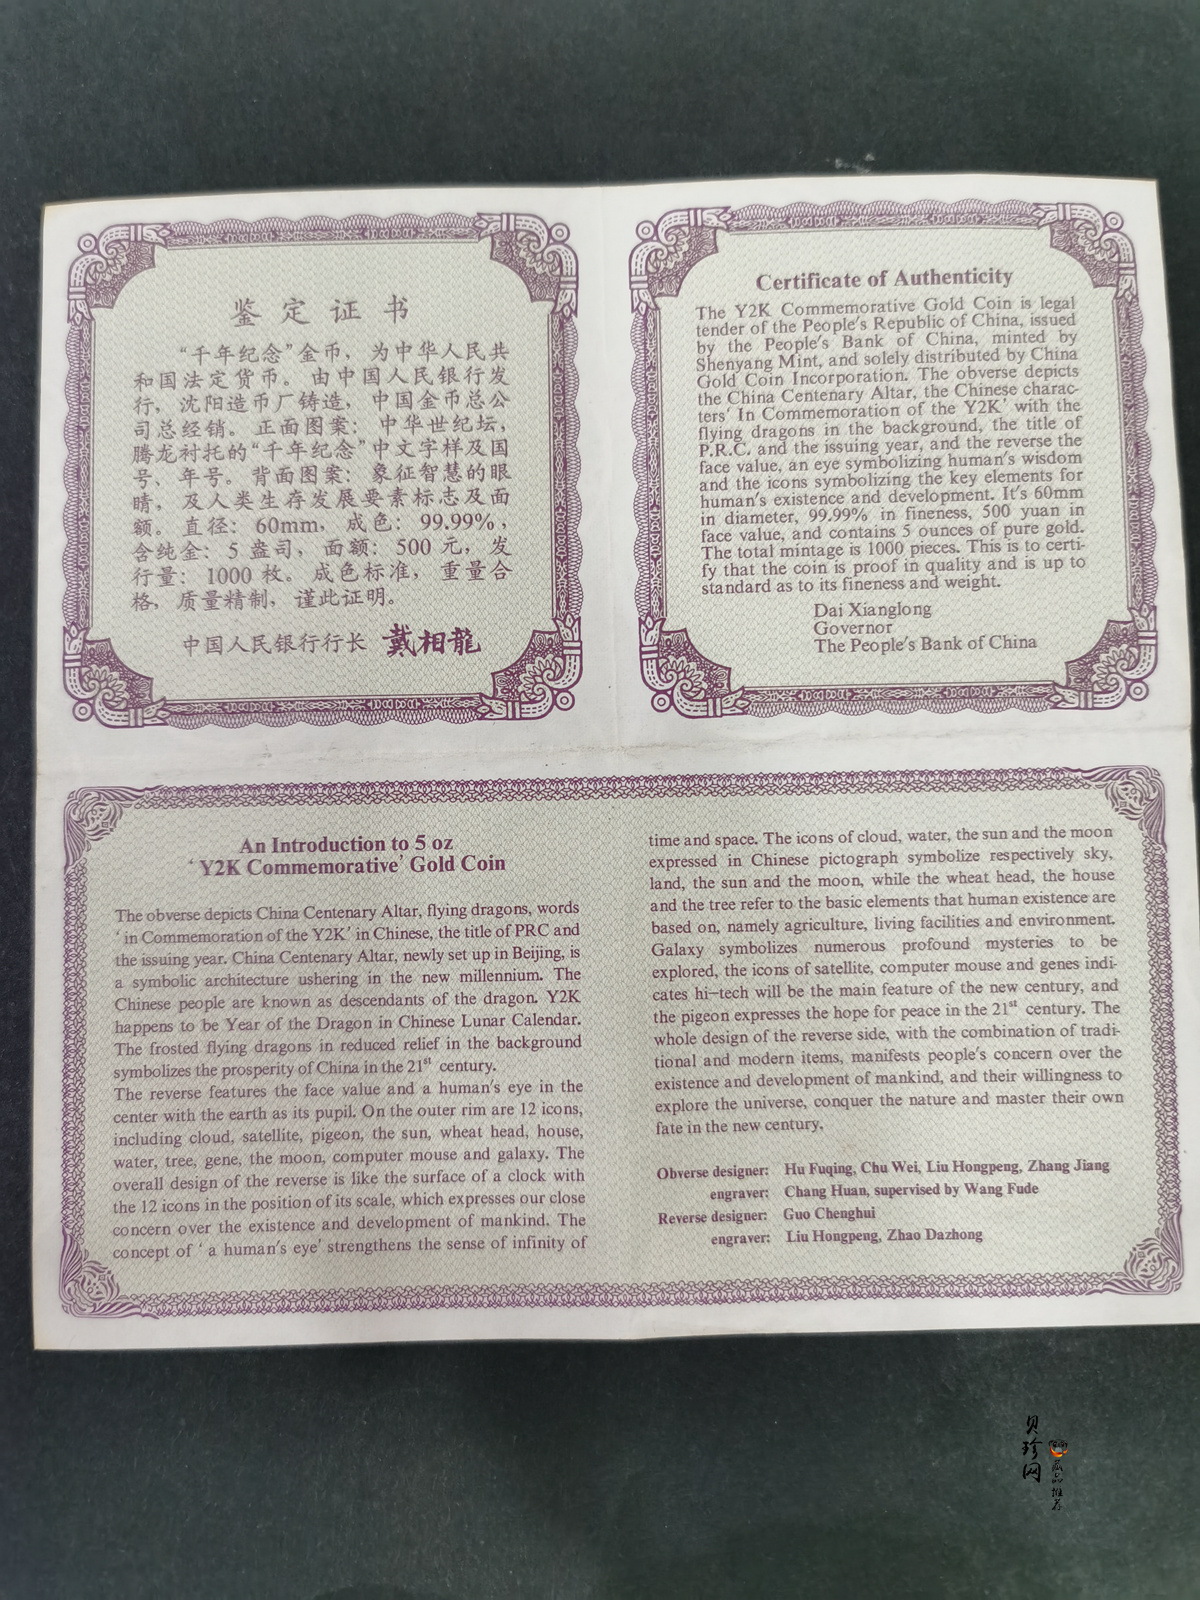 鉴定证书
“千年纪念”金币，为中华人民共
和国法定货币。由中国人民银行发
行，沈阳造币厂铸造，中国金币总公
司总经销。正面图案：中华世纪坛，
腾龙衬托的“千年纪念”中文字样及国
号、年号。背面图案：象征智慧的眼
睛，及人类生存发展要素标志及面
额。直径：60mm，成色：99.99%，
含纯金：5 盎司，面额：500 元，发
行量：1000 枚。成色标准，重量合
格，质量精制，谨此证明。
中国人民银行行长 戴相龍
Certificate of Authenticity
The Y2K Commemorative Gold Coin is legal
tender of the People's Republic of China, issued
by the People's Bank of China, minted by
Shenyang Mint, and solely distributed by China
Gold Coin Incorporation. The obverse depicts
the China Centenary Altar, the Chinese charac-
ters' In Commemoration of the Y2K' with the
flying dragons in the background, the title of
P.R.C. and the issuing year, and the reverse the
face value, an eye symbolizing human's wisdom
and the icons symbolizing the key elements for
human's existence and development. It's 60mm
in diameter, 99.99% in fineness, 500 yuan in
face value, and contains 5 ounces of pure gold.
The total mintage is 1000 pieces. This is to certi-
fy that the coin is proof in quality and is up to
standard as to its fineness and weight.
Dai Xianglong
Governor
The People's Bank of China
An Introduction to 5 oz
‘ Y2K Commemorative’ Gold Coin
The obverse depicts China Centenary Altar, flying dragons, words
‘ in Commemoration of the Y2K’ in Chinese, the title of PRC and
the issuing year. China Centenary Altar, newly set up in Beijing, is
a symbolic architecture ushering in the new millennium. The
Chinese people are known as descendants of the dragon. Y2K
happens to be Year of the Dragon in Chinese Lunar Calendar.
The frosted flying dragons in reduced relief in the background
symbolizes the prosperity of China in the 21st century.
The reverse features the face value and a human's eye in the
center with the earth as its pupil. On the outer rim are 12 icons,
including cloud, satellite, pigeon, the sun, wheat head, house,
water, tree, gene, the moon, computer mouse and galaxy. The
overall design of the reverse is like the surface of a clock with
the 12 icons in the position of its scale, which expresses our close
concern over the existence and development of mankind. The
concept of ‘ a human's eye’ strengthens the sense of infinity of
time and space. The icons of cloud, water, the sun and the moon
expressed in Chinese pictograph symbolize respectively sky,
land, the sun and the moon, while the wheat head, the house
and the tree refer to the basic elements that human existence are
based on, namely agriculture, living facilities and environment.
Galaxy symbolizes numerous profound mysteries to be
explored, the icons of satellite, computer mouse and genes indi-
cates hi-tech will be the main feature of the new century, and
the pigeon expresses the hope for peace in the 21st century. The
whole design of the reverse side, with the combination of tradi-
tional and modern items, manifests people's concern over the
existence and development of mankind, and their willingness to
explore the universe, conquer the nature and master their own
fate in the new century.
Obverse designer: Hu Fuqing, Chu Wei, Liu Hongpeng, Zhang Jiang
engraver: Chang Huan, supervised by Wang Fude
Reverse designer: Guo Chenghui
engraver: Liu Hongpeng, Zhao Dazhong
贝珍网
藏品推荐